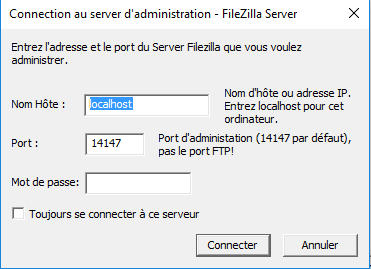 Connection au server d'administration - FileZilla Server
Entrez l'adresse et le port du Server Filezilla que vous voulez
administrer.
Nom Hôte :
localhost
Nom d'hôte ou adresse IP.
Entrez localhost pour cet
ordinateur.
Port :
14147
Port d'administation (14147 par défaut),
pas le port FTP!
Mot de passe:
Toujours se connecter à ce serveur
Connecter
Annuler